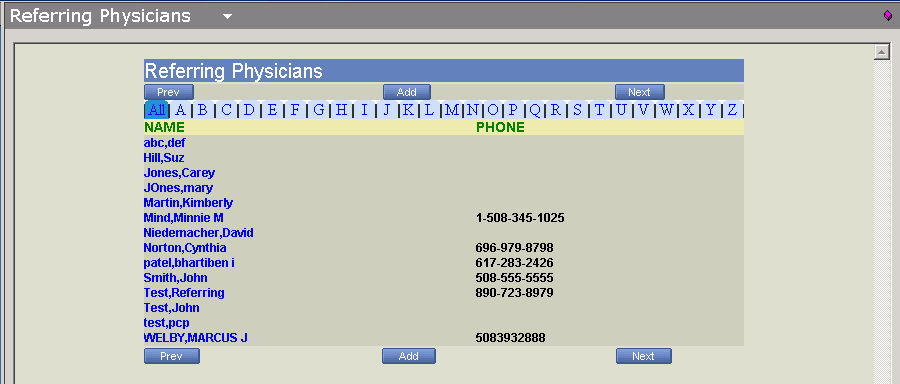 Referring Physicians
Referring Physicians
Prev Add Next
All | A | B | C | D | E | F | G | H | I | J | K | L | M | N | O | P | Q | R | S | T | U | V | W | X | Y | Z |
NAME PHONE
abc,def
Hill,Suz
Jones,Carey
JOnes,mary
Martin,Kimberly
Mind,Minnie M 1-508-345-1025
Niedemacher,David
Norton,Cynthia 696-979-8798
patel,bhartiben i 617-283-2426
Smith,John 508-555-5555
Test,Referring 890-723-8979
Test,John
test,pcp
WELBY,MARCUS J 5083932888
Prev Add Next